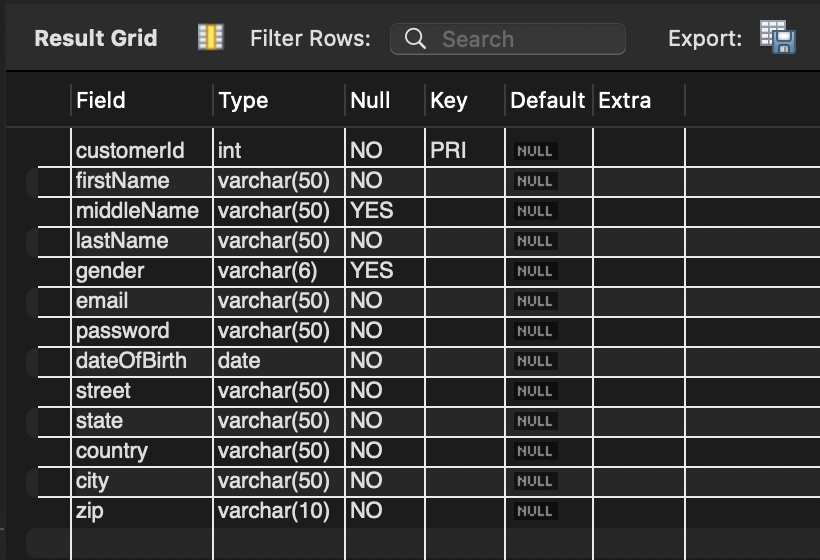 Result Grid Filter Rows: Search Export:
Field Type Null Key Default Extra
customerId int NO PRI NULL
firstName varchar(50) NO NULL
middleName varchar(50) YES NULL
lastName varchar(50) NO NULL
gender varchar(6) YES NULL
email varchar(50) NO NULL
password varchar(50) NO NULL
dateOfBirth date NO NULL
street varchar(50) NO NULL
state varchar(50) NO NULL
country varchar(50) NO NULL
city varchar(50) NO NULL
zip varchar(10) NO NULL